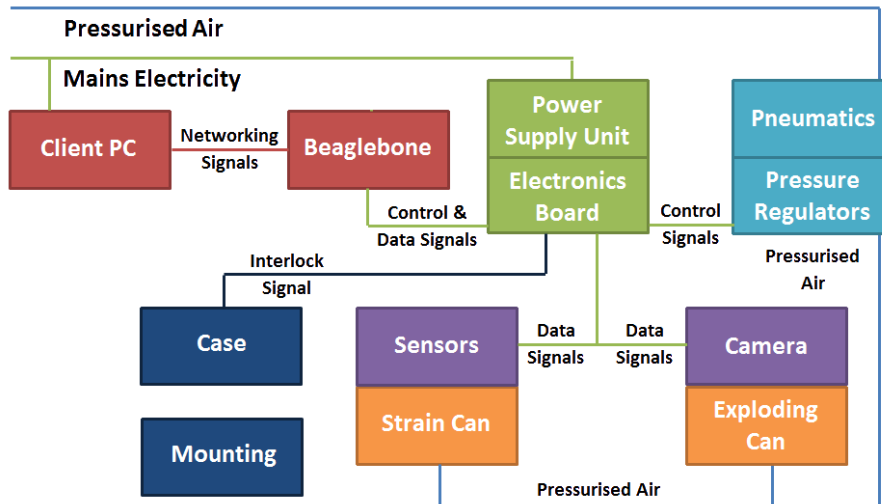 Pressurised Air
Mains Electricity
Client PC
Networking
Signals
Beaglebone
Power
Supply Unit
Electronics
Board
Pneumatics
Pressure
Regulators
Control &
Data Signals
Control
Signals
Pressurised
Air
Interlock
Signal
Case
Sensors
Data
Signals
Data
Signals
Camera
Strain Can
Exploding
Can
Mounting
Pressurised Air